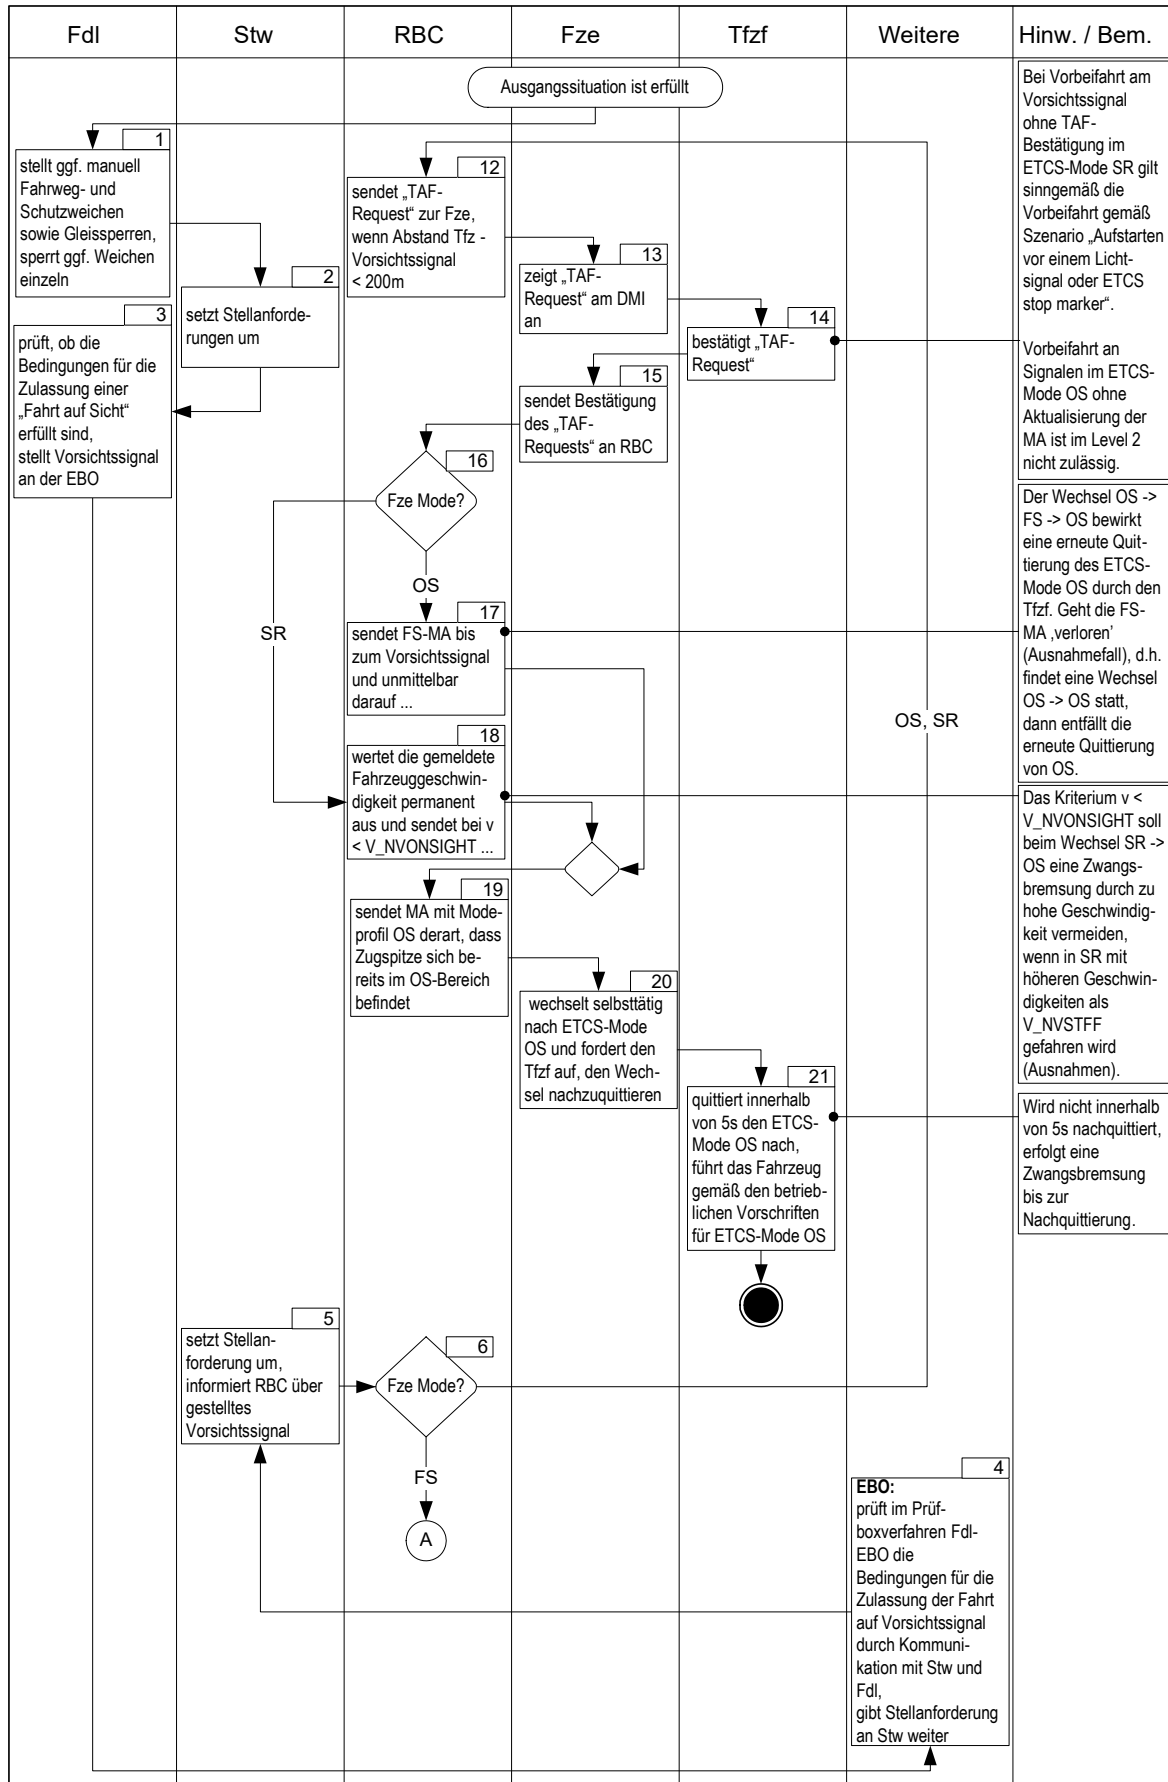 Fdl
Stw
RBC
Fze
Tfzf
Weitere
Hinw. / Bem.
Ausgangssituation ist erfüllt
1
stellt ggf. manuell
Fahrweg- und
Schutzweichen
sowie Gleissperren,
sperrt ggf. Weichen
einzeln
2
setzt Stellanforde-
rungen um
3
prüft, ob die
Bedingungen für die
Zulassung einer
„Fahrt auf Sicht“
erfüllt sind,
stellt Vorsichtssignal
an der EBO
12
sendet „TAF-
Request“ zur Fze,
wenn Abstand Tfz -
Vorsichtssignal
< 200m
13
zeigt „TAF-
Request“ am DMI
an
14
bestätigt „TAF-
Request“
15
sendet Bestätigung
des „TAF-
Requests“ an RBC
16
Fze Mode?
OS
SR
17
sendet FS-MA bis
zum Vorsichtssignal
und unmittelbar
darauf ...
18
wertet die gemeldete
Fahrzeuggeschwin-
digkeit permanent
aus und sendet bei v
< V_NVONSIGHT ...
19
sendet MA mit Mode-
profil OS derart, dass
Zugspitze sich be-
reits im OS-Bereich
befindet
20
wechselt selbsttätig
nach ETCS-Mode
OS und fordert den
Tfzf auf, den Wech-
sel nachzuquittieren
21
quittiert innerhalb
von 5s den ETCS-
Mode OS nach,
führt das Fahrzeug
gemäß den betrieb-
lichen Vorschriften
für ETCS-Mode OS
OS, SR
5
setzt Stellan-
forderung um,
informiert RBC über
gestelltes
Vorsichtssignal
6
Fze Mode?
FS
A
4
EBO:
prüft im Prüf-
boxverfahren Fdl-
EBO die
Bedingungen für die
Zulassung der Fahrt
auf Vorsichtssignal
durch Kommuni-
kation mit Stw und
Fdl,
gibt Stellanforderung
an Stw weiter
Bei Vorbeifahrt am
Vorsichtssignal
ohne TAF-
Bestätigung im
ETCS-Mode SR gilt
sinngemäß die
Vorbeifahrt gemäß
Szenario „Aufstarten
vor einem Licht-
signal oder ETCS
stop marker“.
Vorbeifahrt an
Signalen im ETCS-
Mode OS ohne
Aktualisierung der
MA ist im Level 2
nicht zulässig.
Der Wechsel OS ->
FS -> OS bewirkt
eine erneute Quit-
tierung des ETCS-
Mode OS durch den
Tfzf. Geht die FS-
MA ‚verloren’
(Ausnahmefall), d.h.
findet eine Wechsel
OS -> OS statt,
dann entfällt die
erneute Quittierung
von OS.
Das Kriterium v <
V_NVONSIGHT soll
beim Wechsel SR ->
OS eine Zwangs-
bremsung durch zu
hohe Geschwindig-
keit vermeiden,
wenn in SR mit
höheren Geschwin-
digkeiten als
V_NVSTFF
gefahren wird
(Ausnahmen).
Wird nicht innerhalb
von 5s nachquittiert,
erfolgt eine
Zwangsbremsung
bis zur
Nachquittierung.